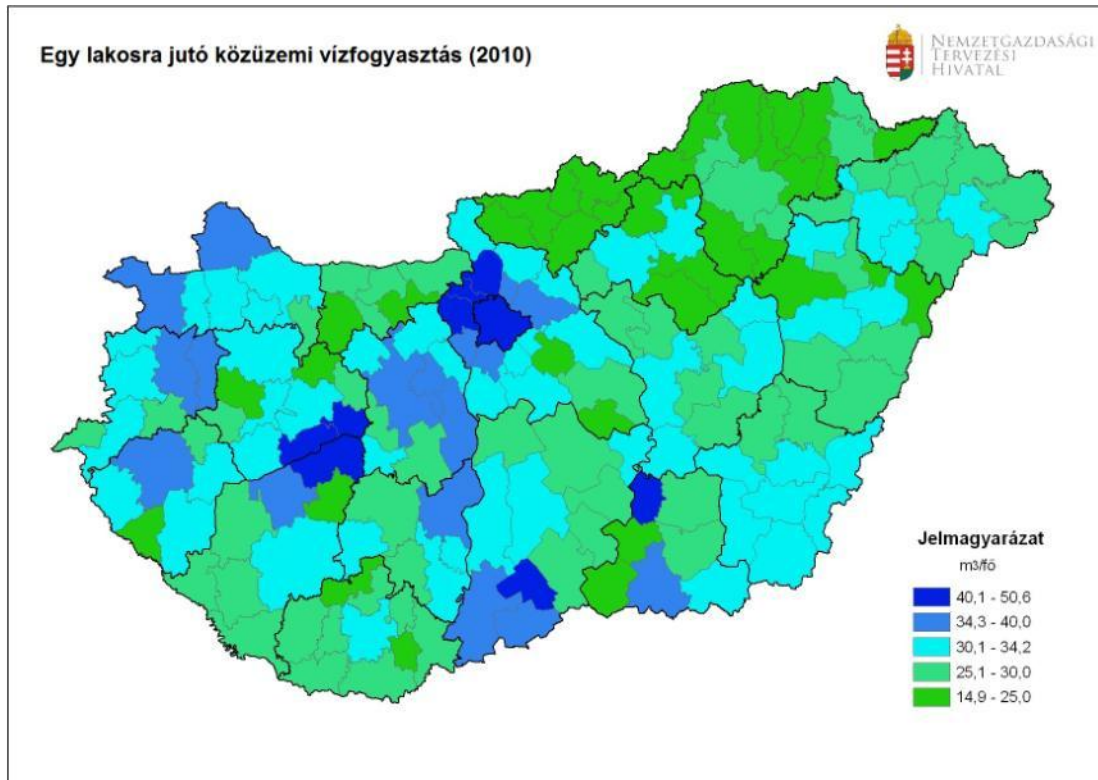 Egy lakosra jutó közüzemi vízfogyasztás (2010)
NEMZETGAZDASÁGI
TERVEZÉSI
HIVATAL
Jelmagyarázat
m3/fő
40,1 - 50,6
34,3 - 40,0
30,1 - 34,2
25,1 - 30,0
14,9 - 25,0